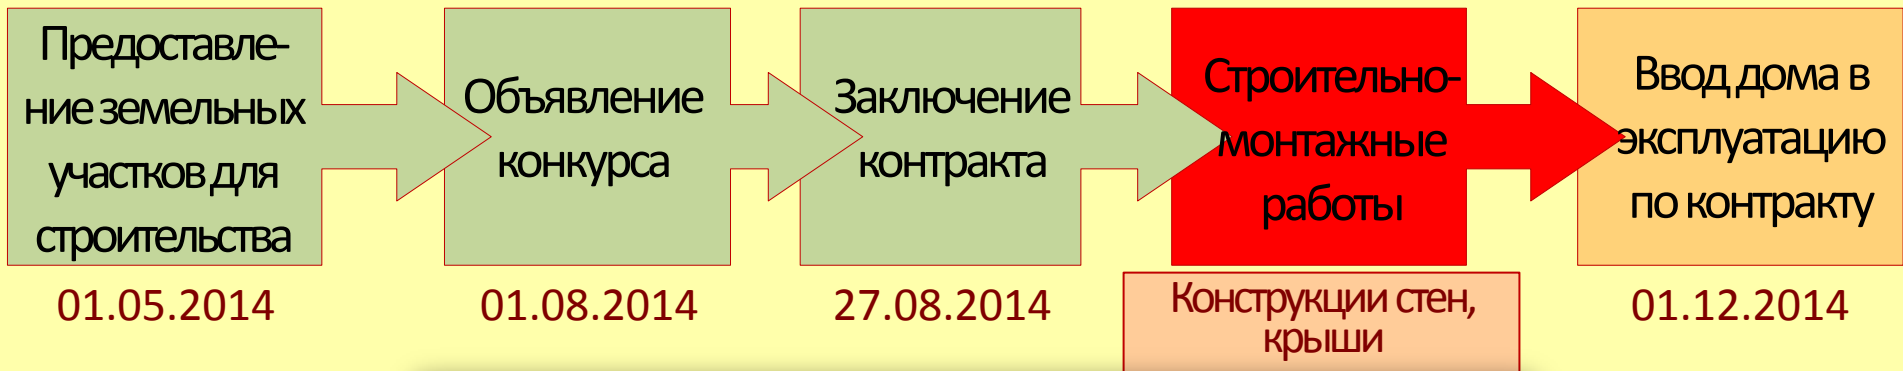 Предоставле-
ние земельных
участков для
строительства
01.05.2014
Объявление
конкурса
01.08.2014
Заключение
контракта
27.08.2014
Строительно-
монтажные
работы
Конструкции стен,
крыши
Ввод дома в
эксплуатацию
по контракту
01.12.2014